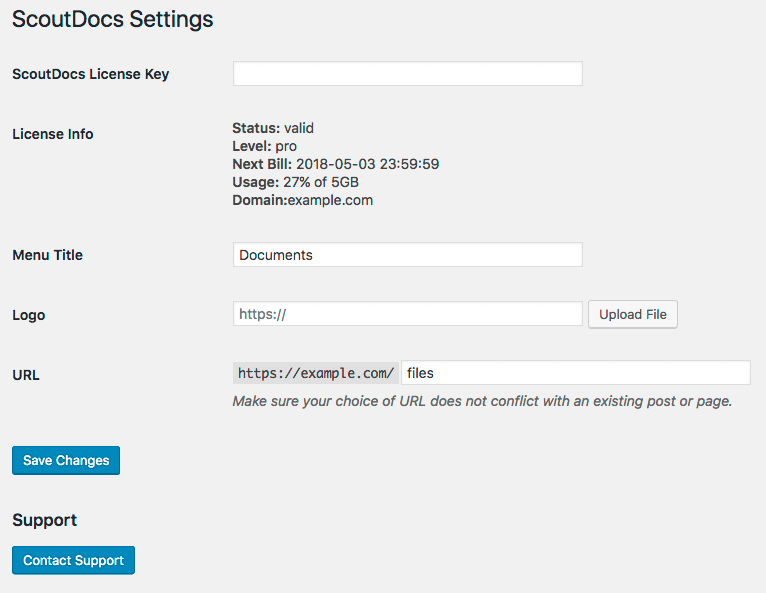 ScoutDocs Settings
ScoutDocs License Key
License Info
Status: valid
Level: pro
Next Bill: 2018-05-03 23:59:59
Usage: 27% of 5GB
Domain:example.com
Menu Title
Documents
Logo
https://
Upload File
URL
https://example.com/ files
Make sure your choice of URL does not conflict with an existing post or page.
Save Changes
Support
Contact Support